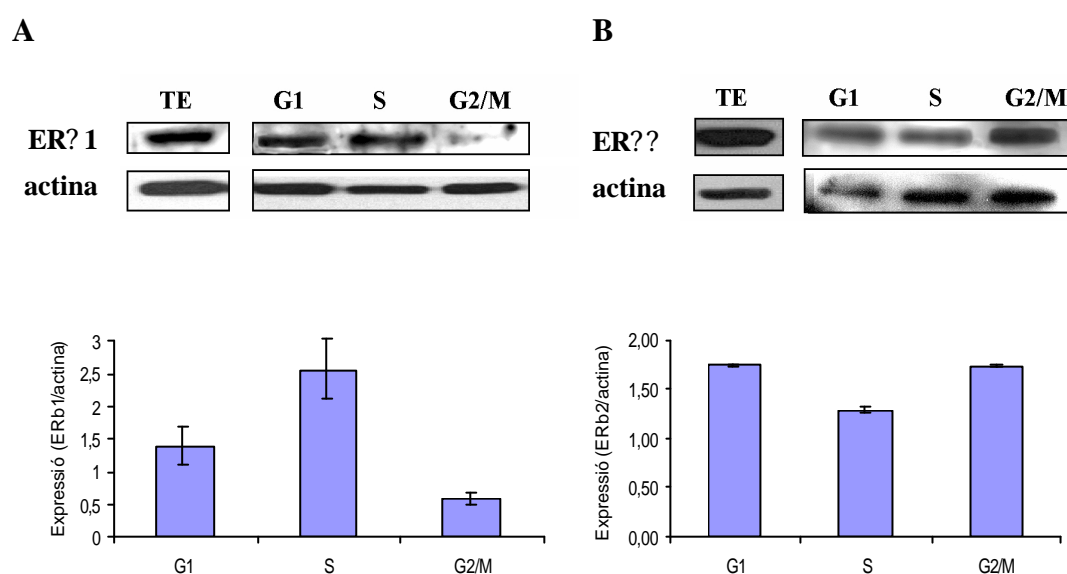 A
TE G1 S G2/M
ER? 1
actina
3
2,5
2
1,5
1
0,5
0
Expressió (ERb1/actina)
G1 S G2/M
B
TE G1 S G2/M
ER??
actina
2,00
1,50
1,00
0,50
0,00
Expressió (ERb2/actina)
G1 S G2/M